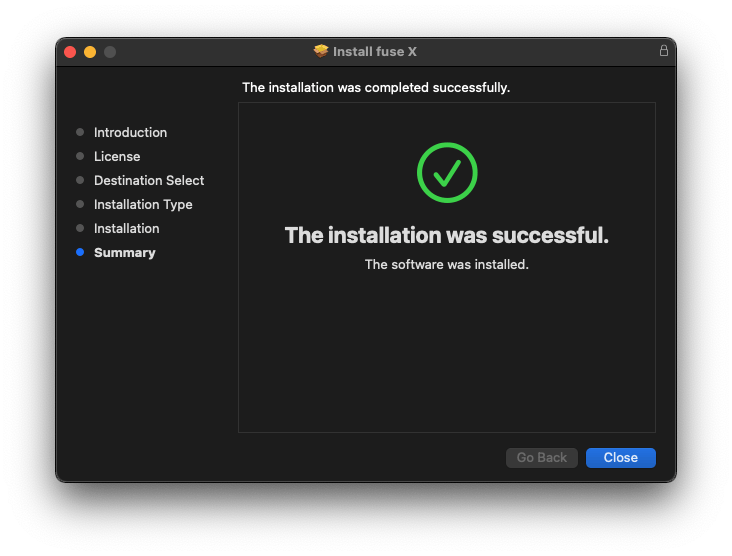 Install fuse X
The installation was completed successfully.
Introduction
License
Destination Select
Installation Type
Installation
Summary
The installation was successful.
The software was installed.
Go Back
Close